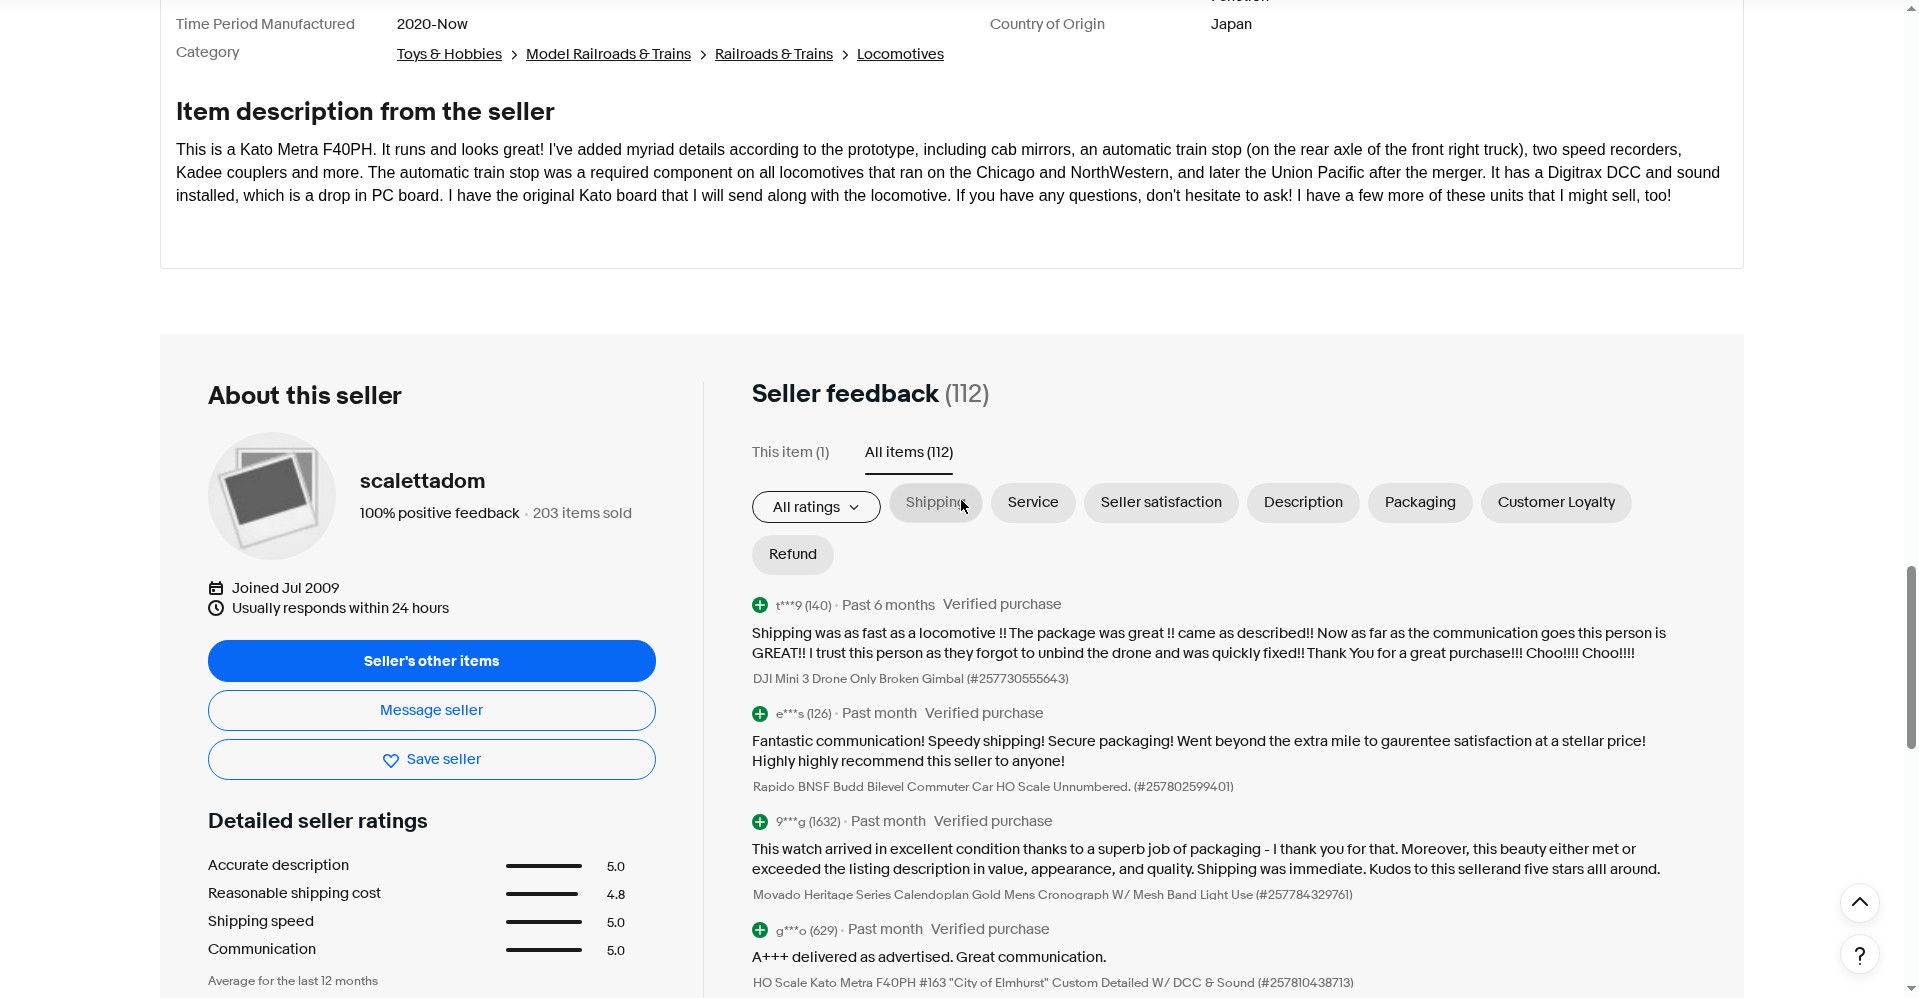 Time Period Manufactured 2020-Now Country of Origin Japan
Category Toys & Hobbies > Model Railroads & Trains > Railroads & Trains > Locomotives
Item description from the seller
This is a Kato Metra F40PH. It runs and looks great! I've added myriad details according to the prototype, including cab mirrors, an automatic train stop (on the rear axle of the front right truck), two speed recorders,
Kadee couplers and more. The automatic train stop was a required component on all locomotives that ran on the Chicago and NorthWestern, and later the Union Pacific after the merger. It has a Digitrax DCC and sound
installed, which is a drop in PC board. I have the original Kato board that I will send along with the locomotive. If you have any questions, don't hesitate to ask! I have a few more of these units that I might sell, too!
About this seller
scalettadom
100% positive feedback · 203 items sold
Joined Jul 2009
Usually responds within 24 hours
Seller's other items
Message seller
Save seller
Detailed seller ratings
Accurate description 5.0
Reasonable shipping cost 4.8
Shipping speed 5.0
Communication 5.0
Average for the last 12 months
Seller feedback (112)
This item (1) All items (112)
All ratings Shipping Service Seller satisfaction Description Packaging Customer Loyalty
Refund
t***9 (140) · Past 6 months Verified purchase
Shipping was as fast as a locomotive !! The package was great !! came as described!! Now as far as the communication goes this person is
GREAT!! I trust this person as they forgot to unbind the drone and was quickly fixed!! Thank You for a great purchase!!! Choo!!!! Choo!!!!
DJI Mini 3 Drone Only Broken Gimbal (#257730555643)
e***s (126) · Past month Verified purchase
Fantastic communication! Speedy shipping! Secure packaging! Went beyond the extra mile to gaurentee satisfaction at a stellar price!
Highly highly recommend this seller to anyone!
Rapido BNSF Budd Bilevel Commuter Car HO Scale Unnumbered. (#257802599401)
9***g (1632) · Past month Verified purchase
This watch arrived in excellent condition thanks to a superb job of packaging - I thank you for that. Moreover, this beauty either met or
exceeded the listing description in value, appearance, and quality. Shipping was immediate. Kudos to this sellerand five stars alll around.
Movado Heritage Series Calendoplan Gold Mens Cronograph W/ Mesh Band Light Use (#257784329761)
g***o (629) · Past month Verified purchase
A+++ delivered as advertised. Great communication.
HO Scale Kato Metra F40PH #163 "City of Elmhurst" Custom Detailed W/ DCC & Sound (#257810438713)